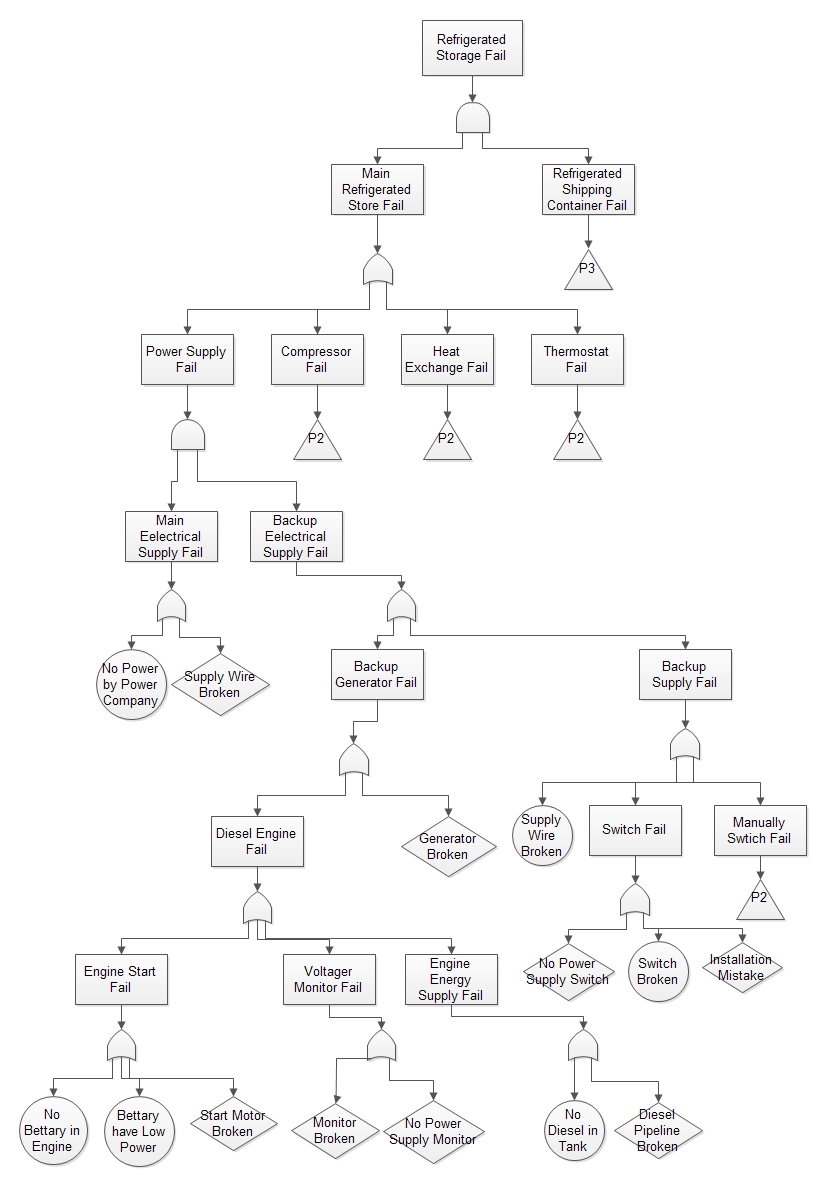 Refrigerated
Storage Fail
Main
Refrigerated
Store Fail
Refrigerated
Shipping
Container Fail
P3
Power Supply
Fail
Compressor
Fail
Heat
Exchange Fail
Thermostat
Fail
P2
P2
P2
Main
Eelectrical
Supply Fail
Backup
Eelectrical
Supply Fail
No Power
by Power
Company
Supply Wire
Broken
Backup
Generator Fail
Backup
Supply Fail
Diesel Engine
Fail
Generator
Broken
Supply
Wire
Broken
Switch Fail
Manually
Swtich Fail
P2
Engine Start
Fail
Voltager
Monitor Fail
Engine
Energy
Supply Fail
No Power
Supply Switch
Switch
Broken
Installation
Mistake
No
Bettary in
Engine
Bettary
have Low
Power
Start Motor
Broken
Monitor
Broken
No Power
Supply Monitor
No
Diesel in
Tank
Diesel
Pipeline
Broken